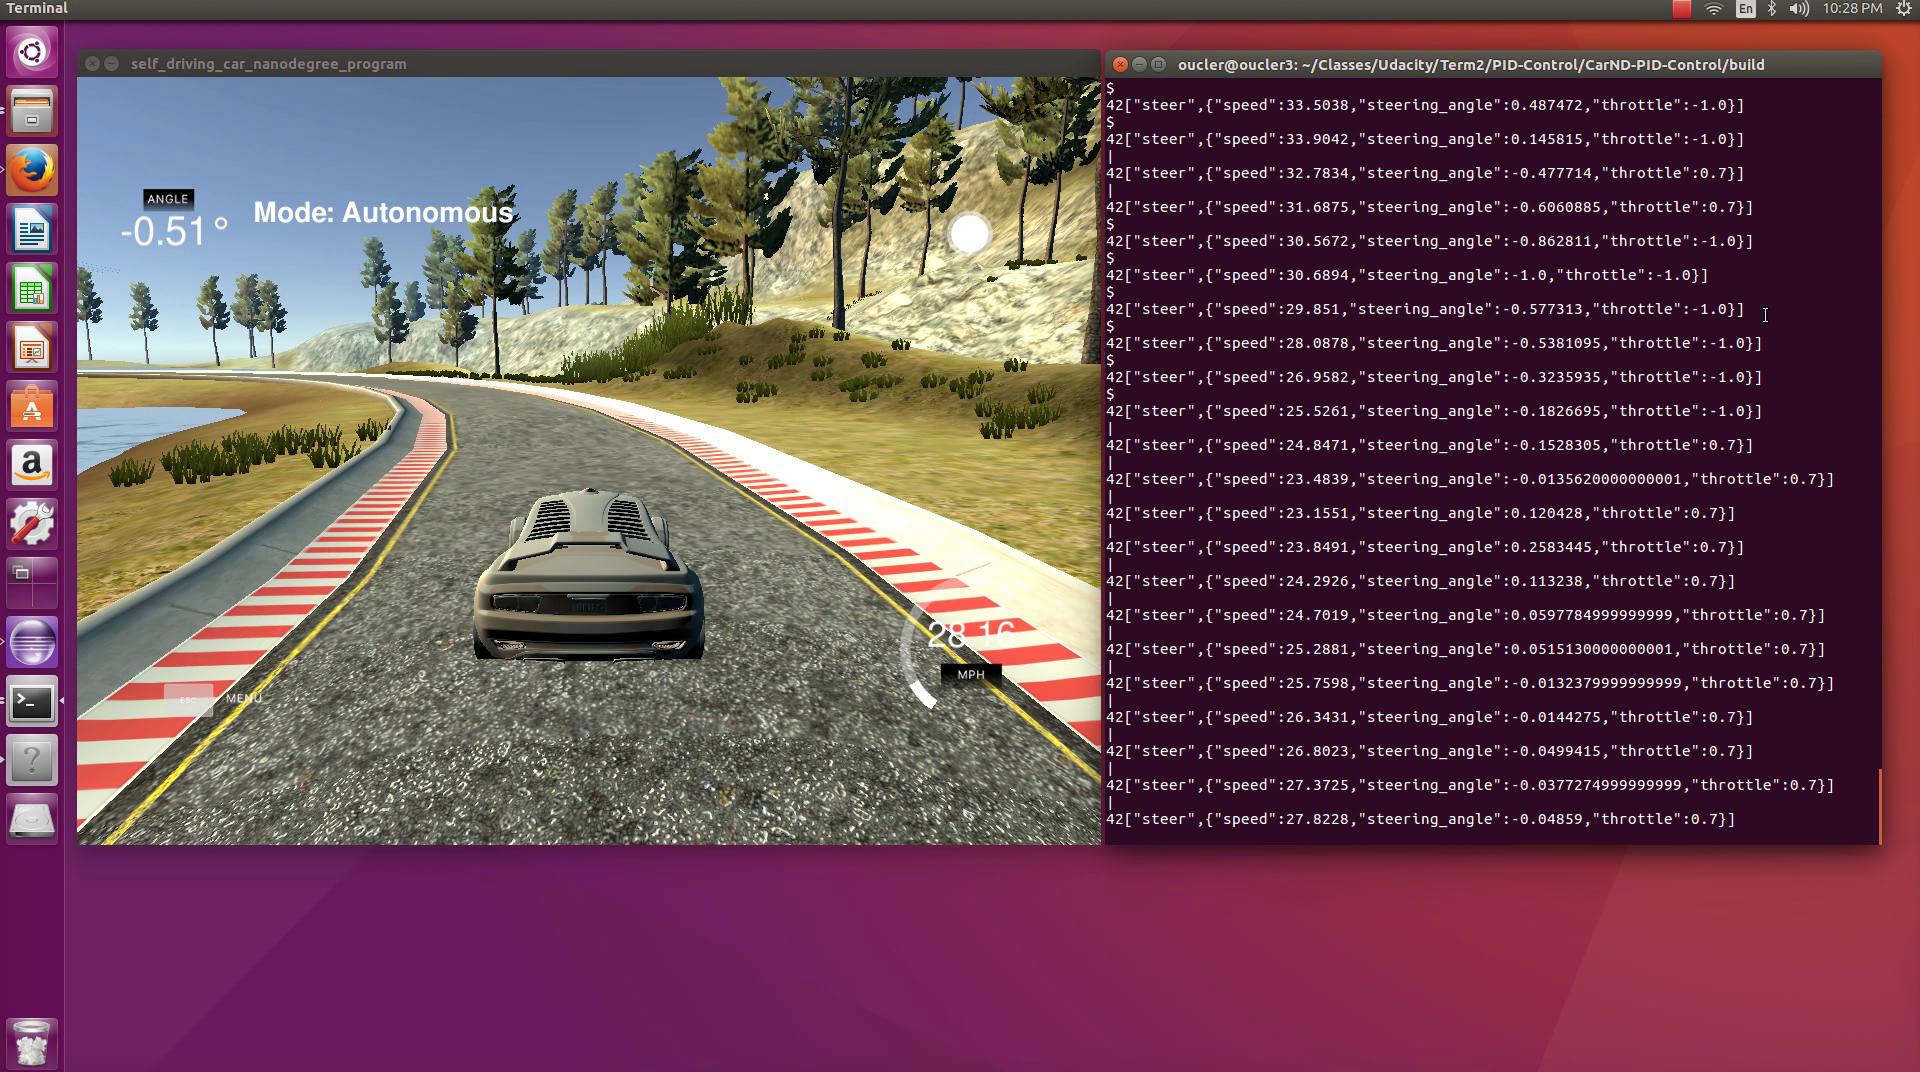 Terminal
En
10:28 PM
self_driving_car_nanodegree_program
ANGLE
-0.51°
Mode: Autonomous
28.16
MPH
ESC
MENU
oucler@oucler3: ~/Classes/Udacity/Term2/PID-Control/CarND-PID-Control/build
$
42["steer",{"speed":33.5038,"steering_angle":0.487472,"throttle":-1.0}]
$
42["steer",{"speed":33.9042,"steering_angle":0.145815,"throttle":-1.0}]
|
42["steer",{"speed":32.7834,"steering_angle":-0.477714,"throttle":0.7}]
|
42["steer",{"speed":31.6875,"steering_angle":-0.6060885,"throttle":0.7}]
$
42["steer",{"speed":30.5672,"steering_angle":-0.862811,"throttle":-1.0}]
$
42["steer",{"speed":30.6894,"steering_angle":-1.0,"throttle":-1.0}]
$
42["steer",{"speed":29.851,"steering_angle":-0.577313,"throttle":-1.0}]
$
42["steer",{"speed":28.0878,"steering_angle":-0.5381095,"throttle":-1.0}]
$
42["steer",{"speed":26.9582,"steering_angle":-0.3235935,"throttle":-1.0}]
$
42["steer",{"speed":25.5261,"steering_angle":-0.1826695,"throttle":-1.0}]
|
42["steer",{"speed":24.8471,"steering_angle":-0.1528305,"throttle":0.7}]
|
42["steer",{"speed":23.4839,"steering_angle":-0.0135620000000001,"throttle":0.7}]
|
42["steer",{"speed":23.1551,"steering_angle":0.120428,"throttle":0.7}]
|
42["steer",{"speed":23.8491,"steering_angle":0.2583445,"throttle":0.7}]
|
42["steer",{"speed":24.2926,"steering_angle":0.113238,"throttle":0.7}]
|
42["steer",{"speed":24.7019,"steering_angle":0.0597784999999999,"throttle":0.7}]
|
42["steer",{"speed":25.2881,"steering_angle":0.0515130000000001,"throttle":0.7}]
|
42["steer",{"speed":25.7598,"steering_angle":-0.0132379999999999,"throttle":0.7}]
|
42["steer",{"speed":26.3431,"steering_angle":-0.0144275,"throttle":0.7}]
|
42["steer",{"speed":26.8023,"steering_angle":-0.0499415,"throttle":0.7}]
|
42["steer",{"speed":27.3725,"steering_angle":-0.0377274999999999,"throttle":0.7}]
|
42["steer",{"speed":27.8228,"steering_angle":-0.04859,"throttle":0.7}]